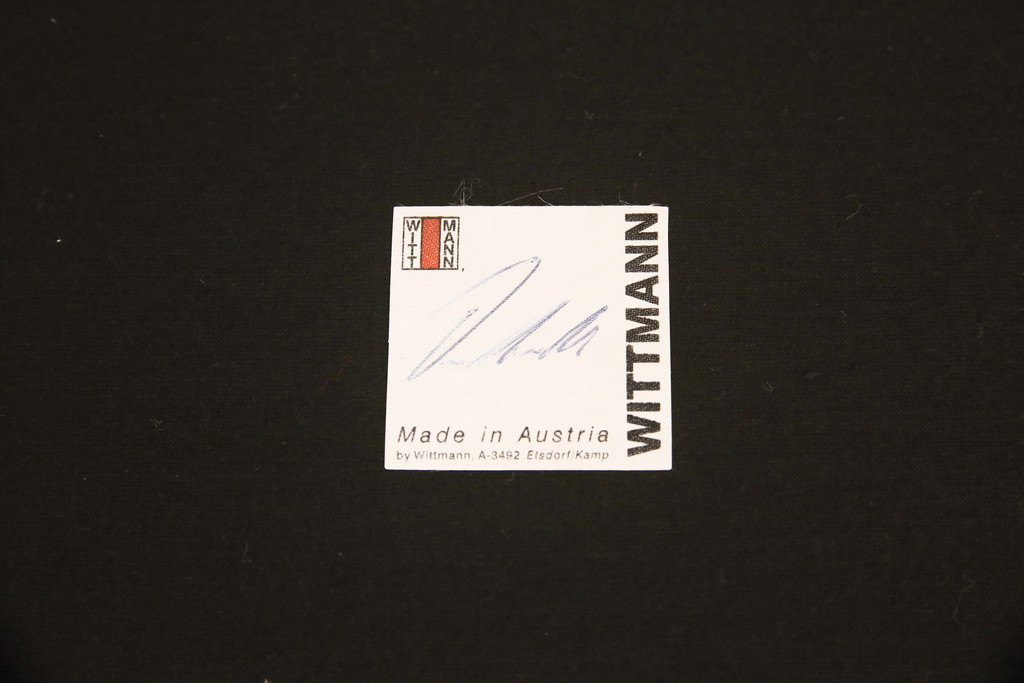 WITT MANN
WITTMANN
Made in Austria
by Wittmann, A-3492 Etsdorf/Kamp